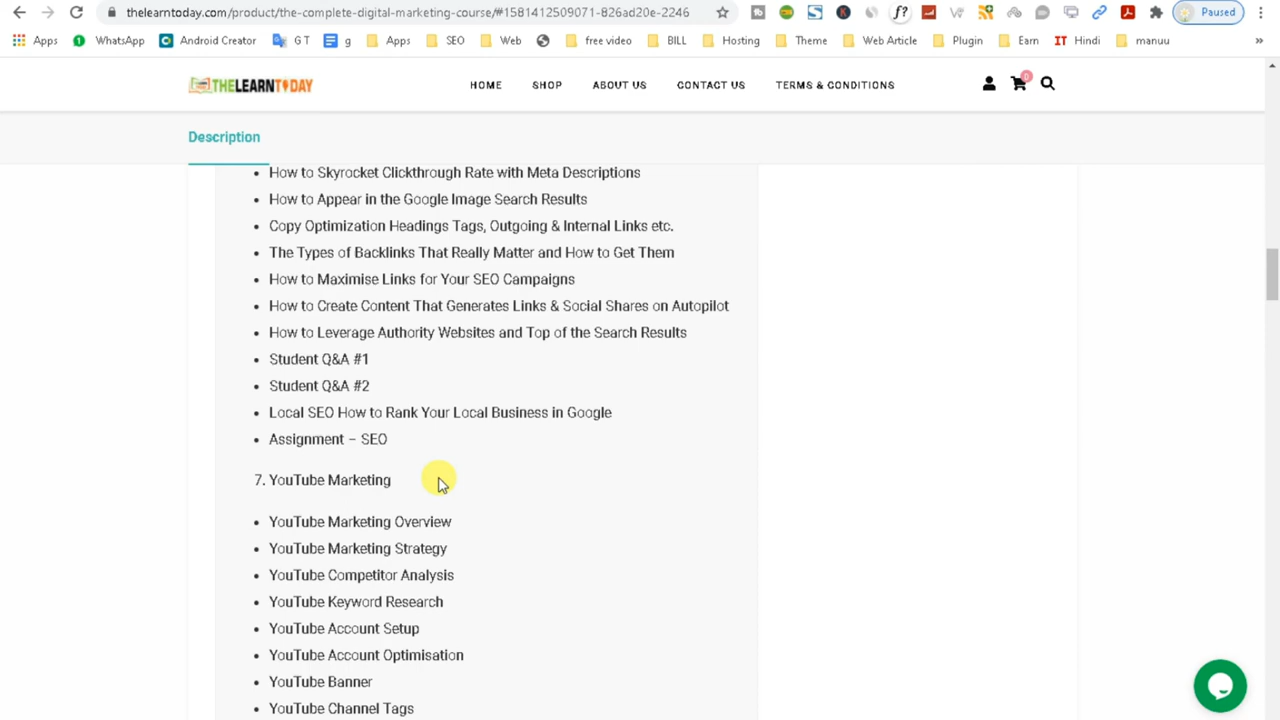 thelearntoday.com/product/the-complete-digital-marketing-course/#1581412509071-826ad20e-2246
Paused
Apps WhatsApp Android Creator G T g Apps SEO Web free video BILL Hosting Theme Web Article Plugin Earn IT Hindi manuu »
THELEARNTODAY HOME SHOP ABOUT US CONTACT US TERMS & CONDITIONS 0
Description
• How to Skyrocket Clickthrough Rate with Meta Descriptions
• How to Appear in the Google Image Search Results
• Copy Optimization Headings Tags, Outgoing & Internal Links etc.
• The Types of Backlinks That Really Matter and How to Get Them
• How to Maximise Links for Your SEO Campaigns
• How to Create Content That Generates Links & Social Shares on Autopilot
• How to Leverage Authority Websites and Top of the Search Results
• Student Q&A #1
• Student Q&A #2
• Local SEO How to Rank Your Local Business in Google
• Assignment – SEO
7. YouTube Marketing
• YouTube Marketing Overview
• YouTube Marketing Strategy
• YouTube Competitor Analysis
• YouTube Keyword Research
• YouTube Account Setup
• YouTube Account Optimisation
• YouTube Banner
• YouTube Channel Tags